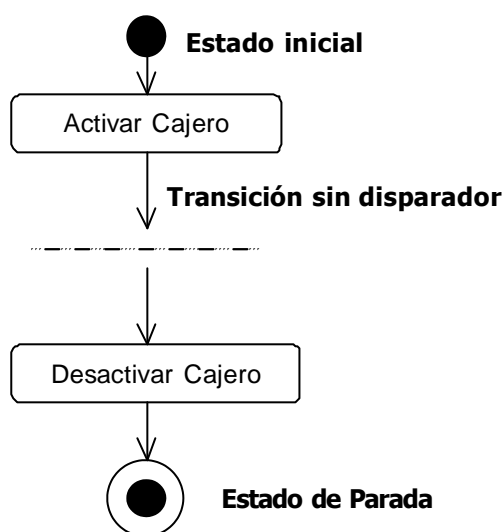 Estado inicial
Activar Cajero
Transición sin disparador
Desactivar Cajero
Estado de Parada